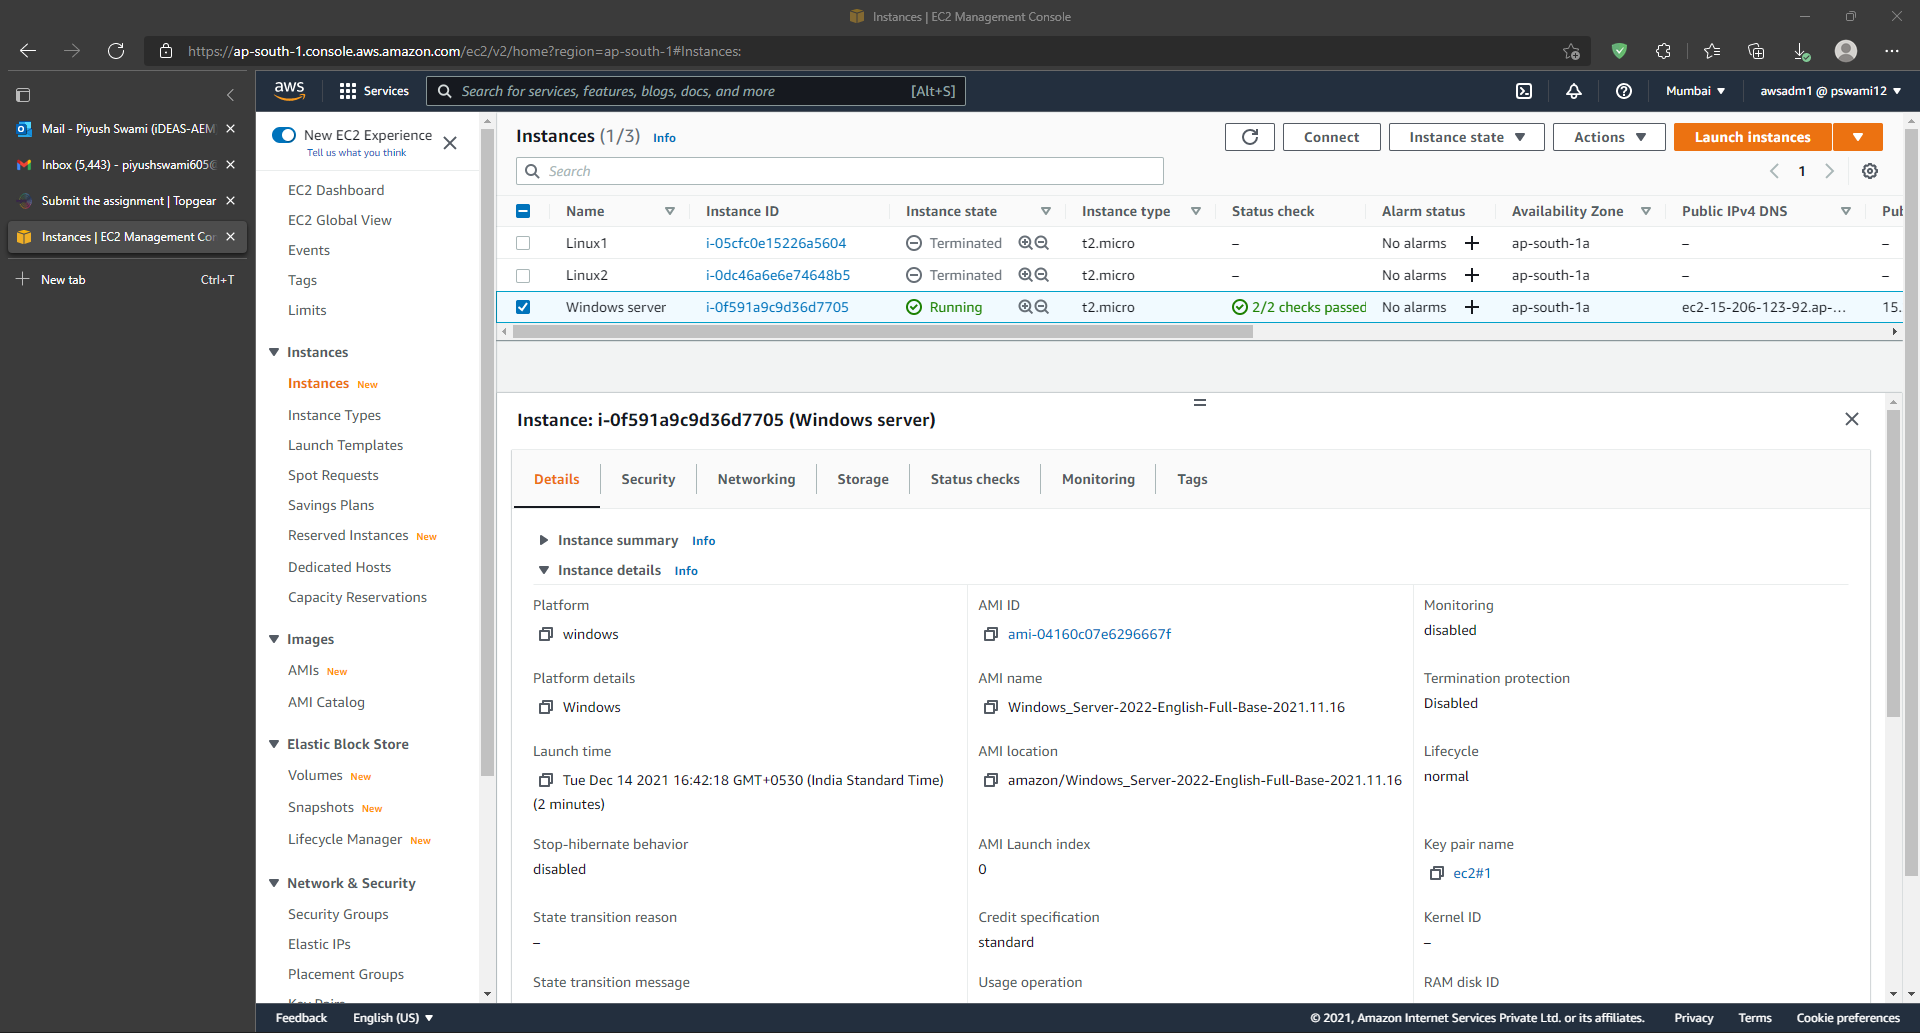 Instances | EC2 Management Console
https://ap-south-1.console.aws.amazon.com/ec2/v2/home?region=ap-south-1#Instances:
Mail - Piyush Swami (iDEAS-AEM
Inbox (5,443) - piyushswami605@
Submit the assignment | Topgear
Instances | EC2 Management Con
New tab Ctrl+T
aws Services Search for services, features, blogs, docs, and more [Alt+S] Mumbai awsadm1 @ pswami12
New EC2 Experience
Tell us what you think
EC2 Dashboard
EC2 Global View
Events
Tags
Limits
Instances
Instances New
Instance Types
Launch Templates
Spot Requests
Savings Plans
Reserved Instances New
Dedicated Hosts
Capacity Reservations
Images
AMIs New
AMI Catalog
Elastic Block Store
Volumes New
Snapshots New
Lifecycle Manager New
Network & Security
Security Groups
Elastic IPs
Placement Groups
Key Pairs
Instances (1/3) Info Connect Instance state Actions Launch instances
Search 1
Name Instance ID Instance state Instance type Status check Alarm status Availability Zone Public IPv4 DNS Pub
Linux1 i-05cfc0e15226a5604 Terminated t2.micro – No alarms + ap-south-1a – –
Linux2 i-0dc46a6e6e74648b5 Terminated t2.micro – No alarms + ap-south-1a – –
Windows server i-0f591a9c9d36d7705 Running t2.micro 2/2 checks passed No alarms + ap-south-1a ec2-15-206-123-92.ap-... 15.
Instance: i-0f591a9c9d36d7705 (Windows server)
Details Security Networking Storage Status checks Monitoring Tags
Instance summary Info
Instance details Info
Platform AMI ID Monitoring
windows ami-04160c07e6296667f disabled
Platform details AMI name Termination protection
Windows Windows_Server-2022-English-Full-Base-2021.11.16 Disabled
Launch time AMI location Lifecycle
Tue Dec 14 2021 16:42:18 GMT+0530 (India Standard Time) amazon/Windows_Server-2022-English-Full-Base-2021.11.16 normal
(2 minutes)
Stop-hibernate behavior AMI Launch index Key pair name
disabled 0 ec2#1
State transition reason Credit specification Kernel ID
– standard –
State transition message Usage operation RAM disk ID
Feedback English (US) © 2021, Amazon Internet Services Private Ltd. or its affiliates. Privacy Terms Cookie preferences